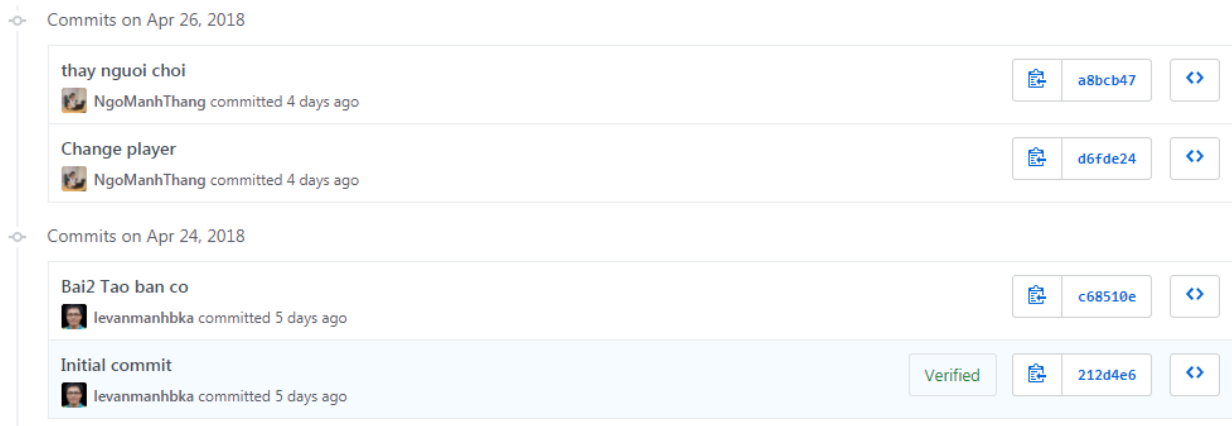 Commits on Apr 26, 2018
thay nguoi choi
a8bcb47
NgoManhThang committed 4 days ago
Change player
d6fde24
NgoManhThang committed 4 days ago
Commits on Apr 24, 2018
Bai2 Tao ban co
c68510e
levanmanhbka committed 5 days ago
Initial commit
Verified 212d4e6
levanmanhbka committed 5 days ago